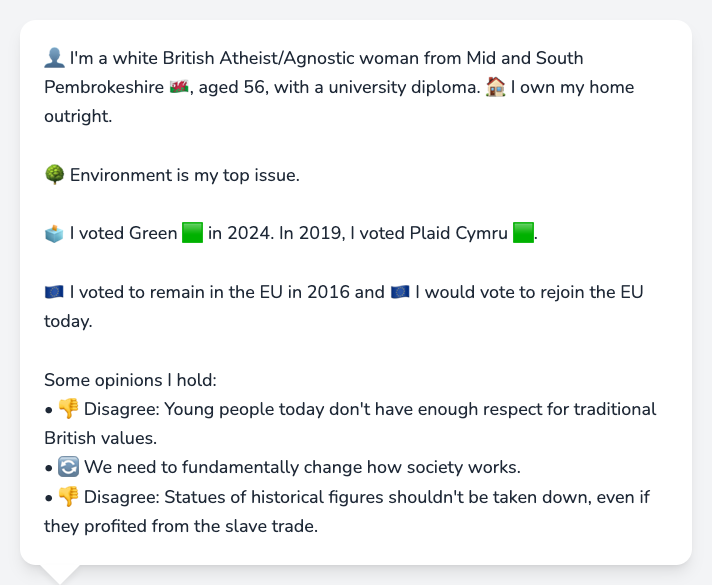 👤 I'm a white British Atheist/Agnostic woman from Mid and South
Pembrokeshire 🏴󠁧󠁢󠁷󠁬󠁳󠁿, aged 56, with a university diploma. 🏠 I own my home
outright.
🌳 Environment is my top issue.
🗳️ I voted Green 🟩 in 2024. In 2019, I voted Plaid Cymru 🟩.
🇪🇺 I voted to remain in the EU in 2016 and 🇪🇺 I would vote to rejoin the EU
today.
Some opinions I hold:
• 👎 Disagree: Young people today don't have enough respect for traditional
British values.
• 🔄 We need to fundamentally change how society works.
• 👎 Disagree: Statues of historical figures shouldn't be taken down, even if
they profited from the slave trade.